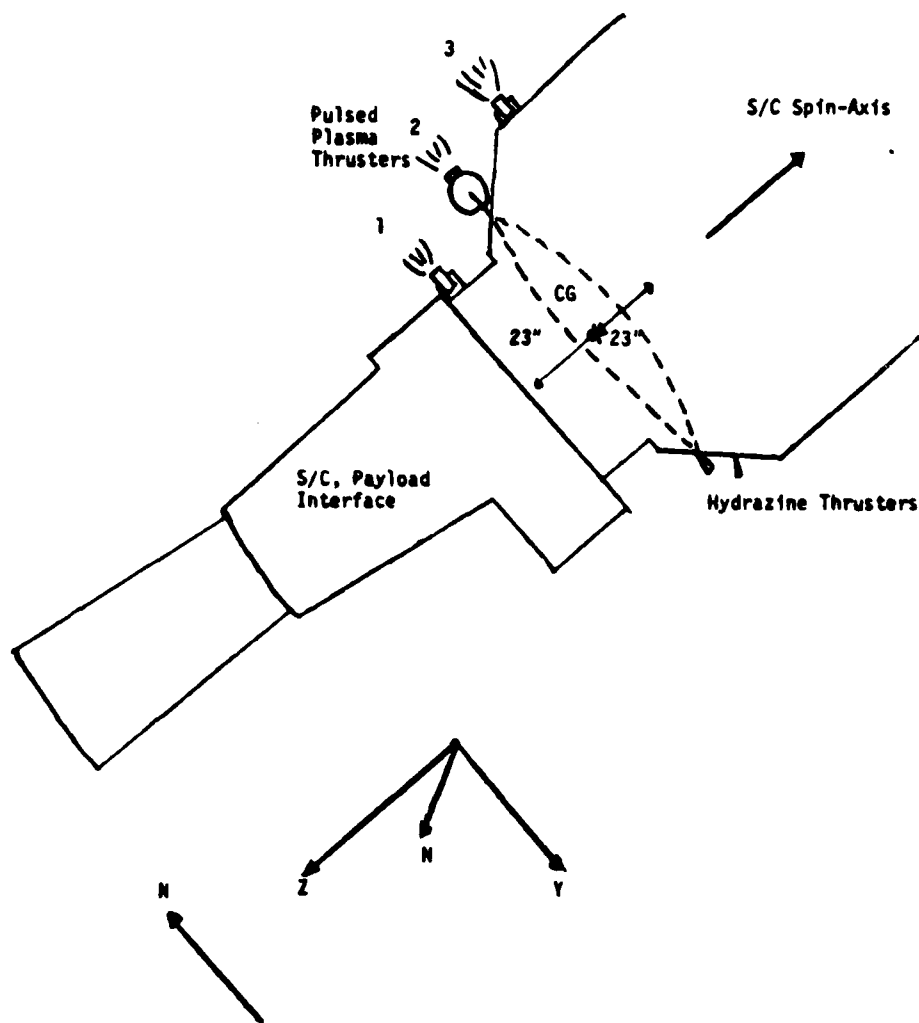 3
S/C Spin-Axis
Pulsed 2
Plasma
Thrusters
1
CG
23" 23"
S/C, Payload
Interface
Hydrazine Thrusters
N
Z
Y
N